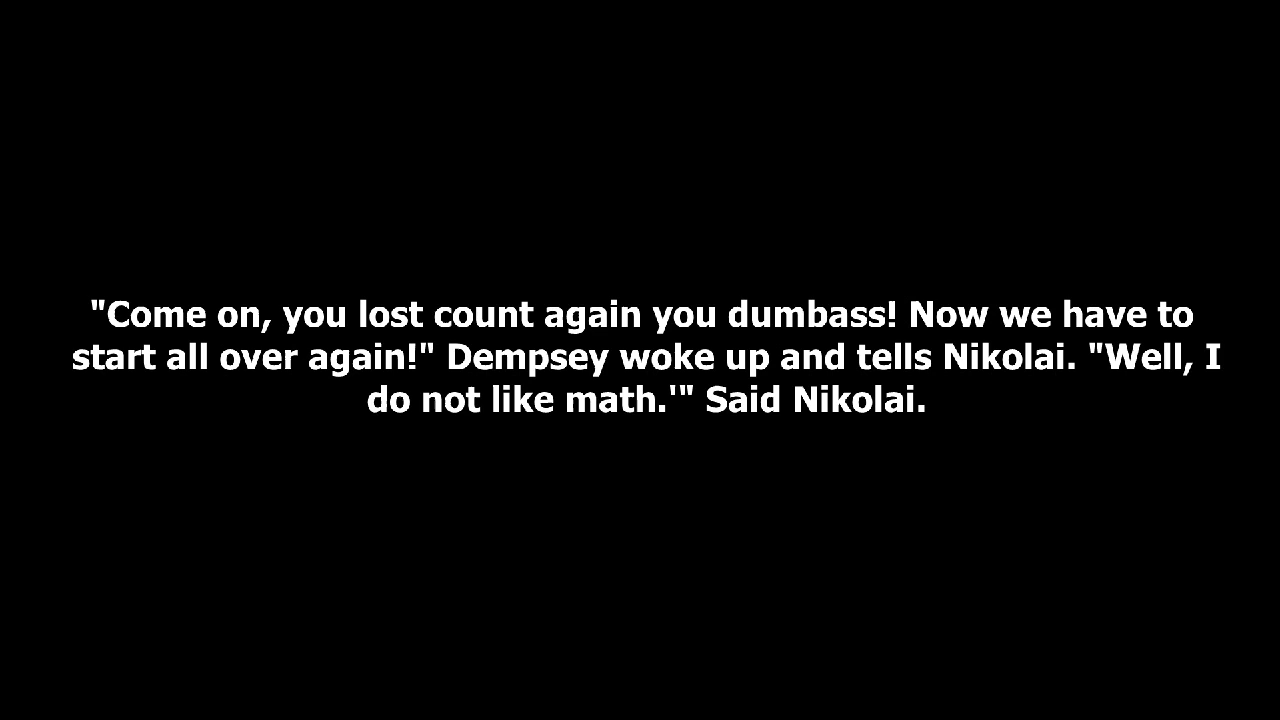 "Come on, you lost count again you dumbass! Now we have to
start all over again!" Dempsey woke up and tells Nikolai. "Well, I
do not like math.'" Said Nikolai.